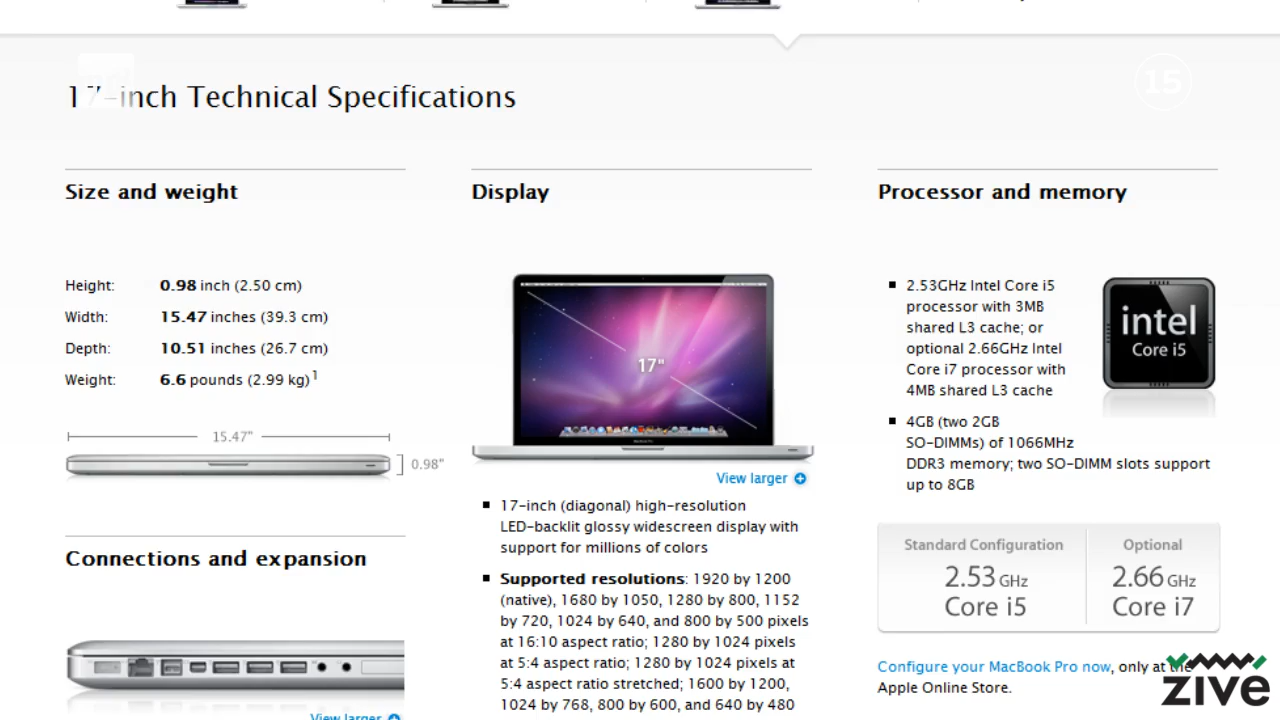 17-inch Technical Specifications
15
Size and weight
Height: 0.98 inch (2.50 cm)
Width: 15.47 inches (39.3 cm)
Depth: 10.51 inches (26.7 cm)
Weight: 6.6 pounds (2.99 kg)1
15.47"
0.98"
Connections and expansion
View larger
Display
17"
View larger
17-inch (diagonal) high-resolution
LED-backlit glossy widescreen display with
support for millions of colors
Supported resolutions: 1920 by 1200
(native), 1680 by 1050, 1280 by 800, 1152
by 720, 1024 by 640, and 800 by 500 pixels
at 16:10 aspect ratio; 1280 by 1024 pixels
at 5:4 aspect ratio; 1280 by 1024 pixels at
5:4 aspect ratio stretched; 1600 by 1200,
1024 by 768, 800 by 600, and 640 by 480
Processor and memory
2.53GHz Intel Core i5
processor with 3MB
shared L3 cache; or
optional 2.66GHz Intel
Core i7 processor with
4MB shared L3 cache
intel
Core i5
4GB (two 2GB
SO-DIMMs) of 1066MHz
DDR3 memory; two SO-DIMM slots support
up to 8GB
Standard Configuration
2.53 GHz
Core i5
Optional
2.66 GHz
Core i7
Configure your MacBook Pro now, only at the
Apple Online Store.
živě